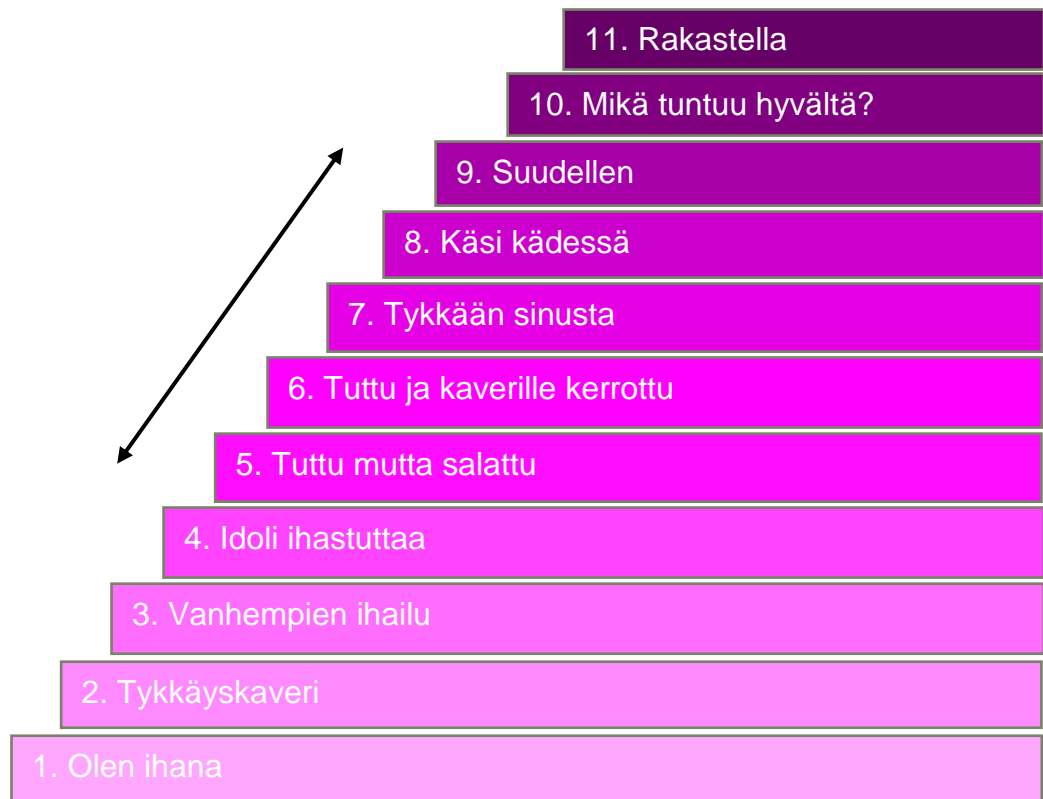 11. Rakastella
10. Mikä tuntuu hyvältä?
9. Suudellen
8. Käsi kädessä
7. Tykkään sinusta
6. Tuttu ja kaverille kerrottu
5. Tuttu mutta salattu
4. Idoli ihastuttaa
3. Vanhempien ihailu
2. Tykkäyskaveri
1. Olen ihana